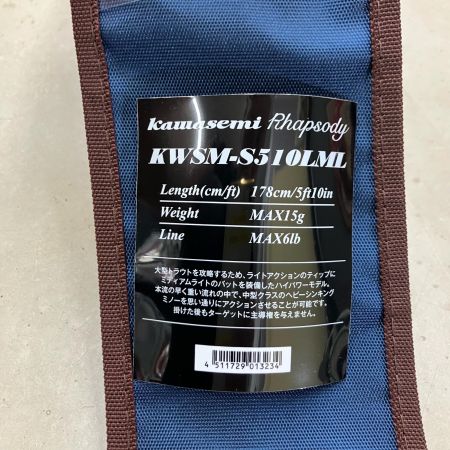 Kawasemi Rhapsody
KWSM-S510LML
Length(cm/ft) 178cm/5ft10in
Weight MAX15g
Line MAX6lb
大型トラウトを攻略するため、ライトアクションのティップに
ミディアムライトのバットを装備したハイパワーモデル。
本流の早く重い流れの中で、中型クラスのヘビーシンキング
ミノーを思い通りにアクションさせることが可能です。
掛けた後もターゲットに主導権を与えません。
4 511729 013234